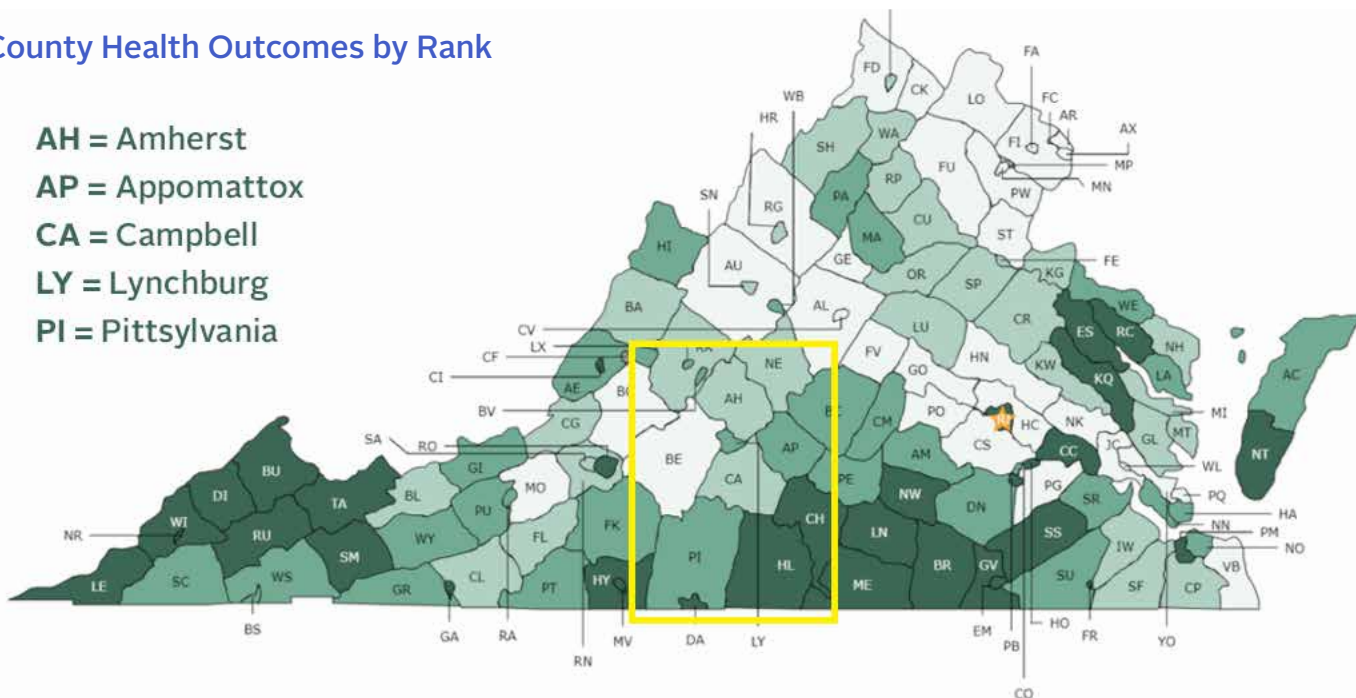 County Health Outcomes by Rank
AH = Amherst
AP = Appomattox
CA = Campbell
LY = Lynchburg
PI = Pittsylvania
FA
FD
CK
LO
FC
AR
AX
WB
HR
SH
WA
FI
MP
MN
FU
RP
PW
PA
SN
RG
CU
ST
MA
HI
FE
GE
AU
OR
KG
SP
BA
AL
WE
CV
CR
ES
RC
LU
LX
NH
CF
FV
HN
NE
KW
LA
AC
CI
GO
KQ
AE
AH
BV
PO
MI
CG
HC
NK
SA
RO
CM
CS
GL
MT
AP
JC
CC
AM
NT
BE
GI
WL
BU
CA
PE
MO
PG
DI
BL
NW
PQ
TA
PU
DN
SR
HA
WI
CH
NN
NR
RU
FK
LN
SS
PM
WY
FL
IW
NO
SM
PI
HL
BR
GV
VB
LE
SC
WS
CL
HY
SU
SF
CP
GR
PT
ME
BS
GA
RA
MV
DA
LY
EM
HO
FR
YO
PB
RN
CO